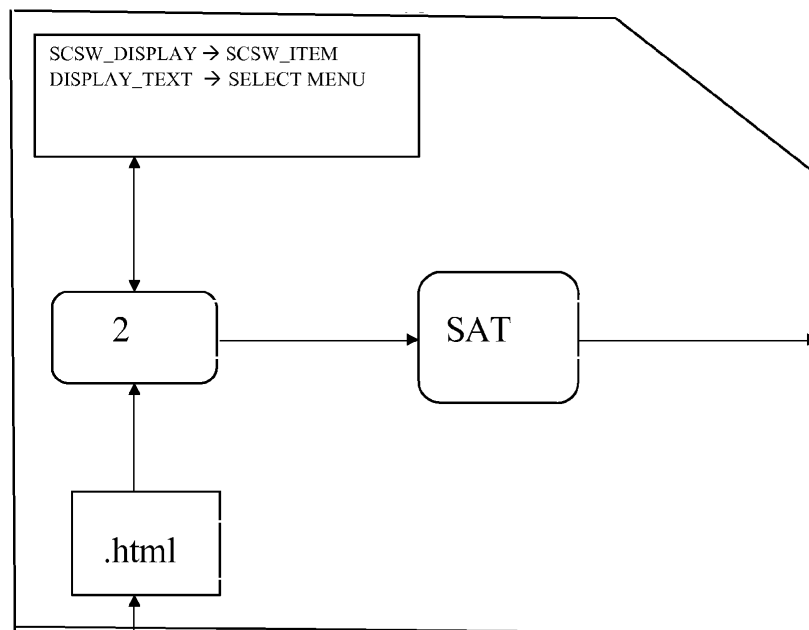 SCSW_DISPLAY → SCSW_ITEM
DISPLAY_TEXT → SELECT MENU
2
SAT
.html